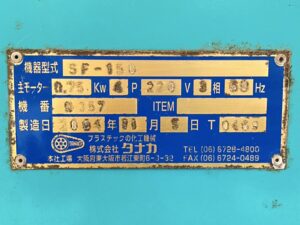 機器型式 SF-150
主モーター 0.75 Kw 4 P 220 V 3 相 60 Hz
機番 0357 ITEM
製造日 2004 年 11 月 5 日 T 0489
プラスチックの化工機械
株式会社 タナカ
TEL (06) 6728-4800
本社工場 大阪府東大阪市若江東町6-3-32 FAX (06) 6724-0489